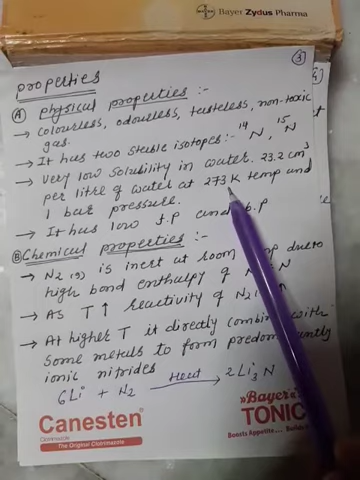 Bayer Zydus Pharma
③
Properties
Ⓐ Physical properties :-
→ Colourless, odourless, tasteless, non-toxic
gas.
→ It has two stable isotopes :- ¹⁴N, ¹⁵N
→ Very low solubility in water. 23.2 cm³
per litre of water at 273 K temp and
1 bar pressure.
→ It has low f.P and b.P
Ⓑ Chemical properties :-
→ N₂ (g) is inert at room temp due to
high bond enthalpy of N
→ As T ↑ reactivity of N₂
→ At higher T it directly combine with
some metals to form predominantly
ionic nitrides
6Li + N₂ Heat → 2Li₃N
Canesten
Clotrimazole
The Original Clotrimazole
Bayer's
TONIC
Boosts Appetite...